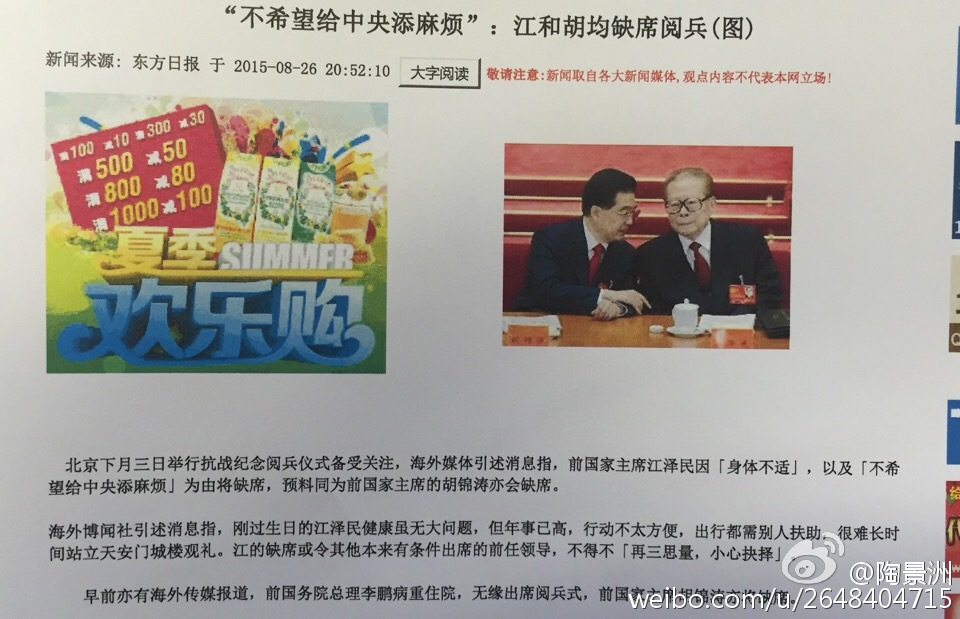 “不希望给中央添麻烦”：江和胡均缺席阅兵(图)
新闻来源: 东方日报 于 2015-08-26 20:52:10
大字阅读
敬请注意:新闻取自各大新闻媒体,观点内容不代表本网立场!
满100 减10 满300 减30
满500 减50
满800 减80
满1000减100
夏季SUMMER
欢乐购
北京下月三日举行抗战纪念阅兵仪式备受关注，海外媒体引述消息指，前国家主席江泽民因「身体不适」，以及「不希
望给中央添麻烦」为由将缺席，预料同为前国家主席的胡锦涛亦会缺席。
海外博闻社引述消息指，刚过生日的江泽民健康虽无大问题，但年事已高，行动不太方便，出行都需别人扶助，很难长时
间站立天安门城楼观礼。江的缺席或令其他本来有条件出席的前任领导，不得不「再三思量，小心抉择」
早前亦有海外传媒报道，前国务院总理李鹏病重住院，无缘出席阅兵式，前国家主席胡锦涛亦将缺席。
@陶景洲
weibo.com/u/2648404715